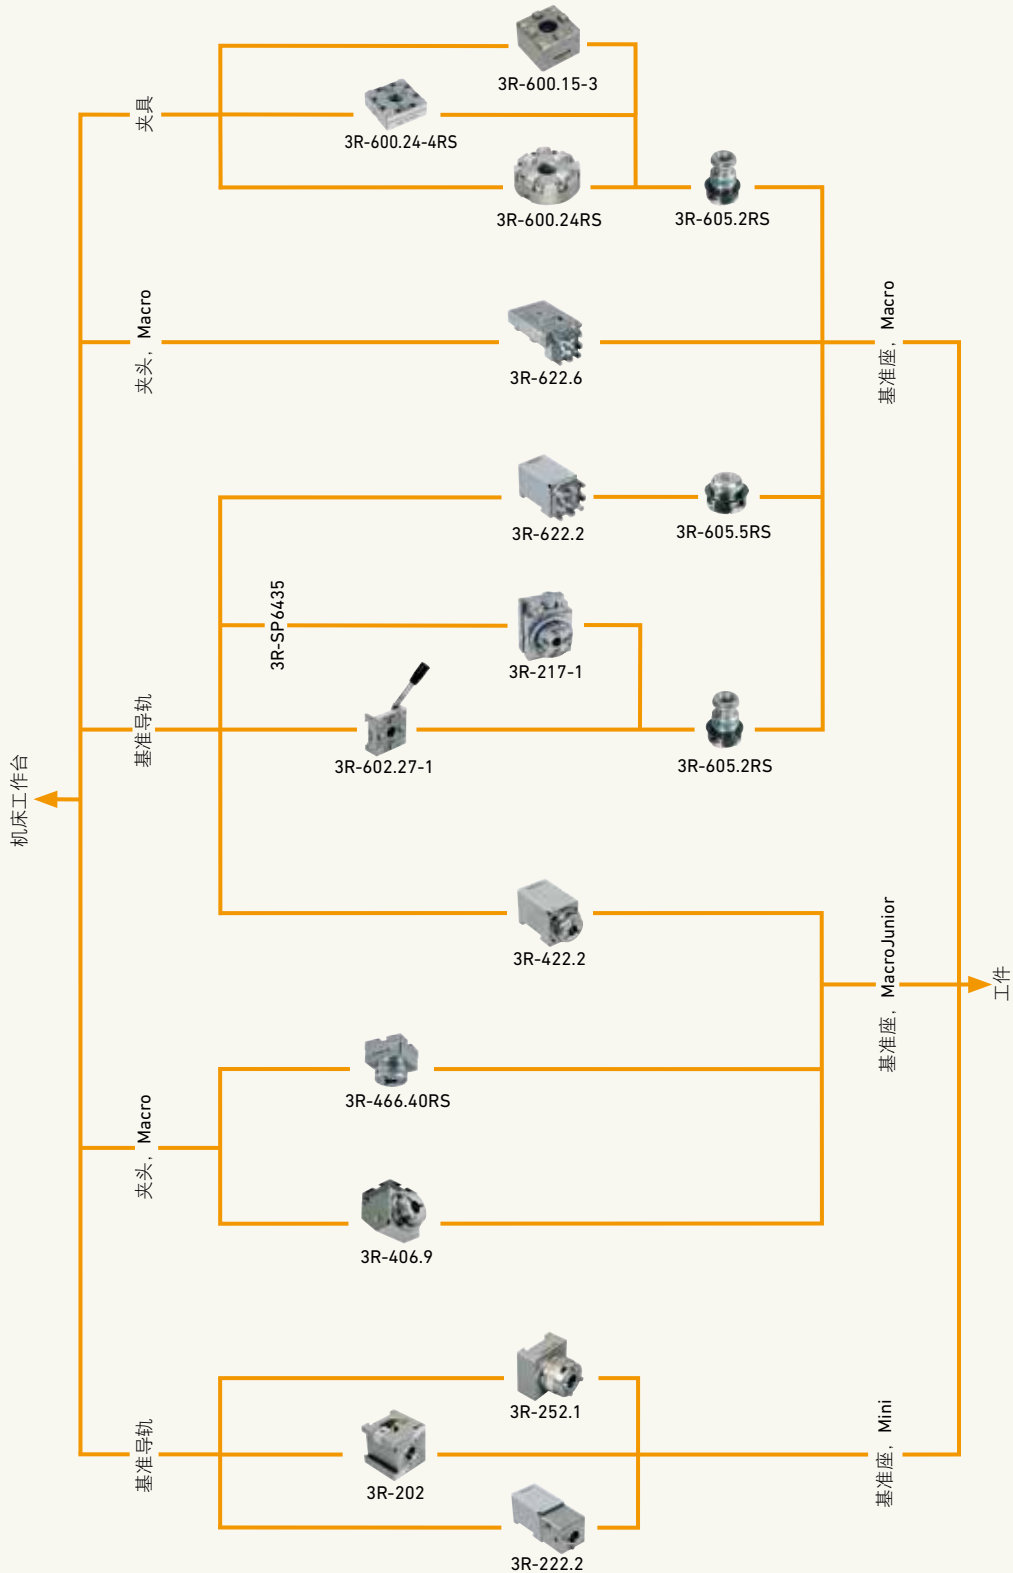 3R-600.15-3
夹具
3R-600.24-4RS
3R-600.24RS
3R-605.2RS
夹头，Macro
3R-622.6
基准座，Macro
3R-622.2
3R-605.5RS
3R-SP6435
3R-217-1
基准导轨
3R-602.27-1
3R-605.2RS
机床工作台
3R-422.2
基准座，MacroJunior
工件
3R-466.40RS
夹头，Macro
3R-406.9
3R-252.1
基准导轨
3R-202
基准座，Mini
3R-222.2